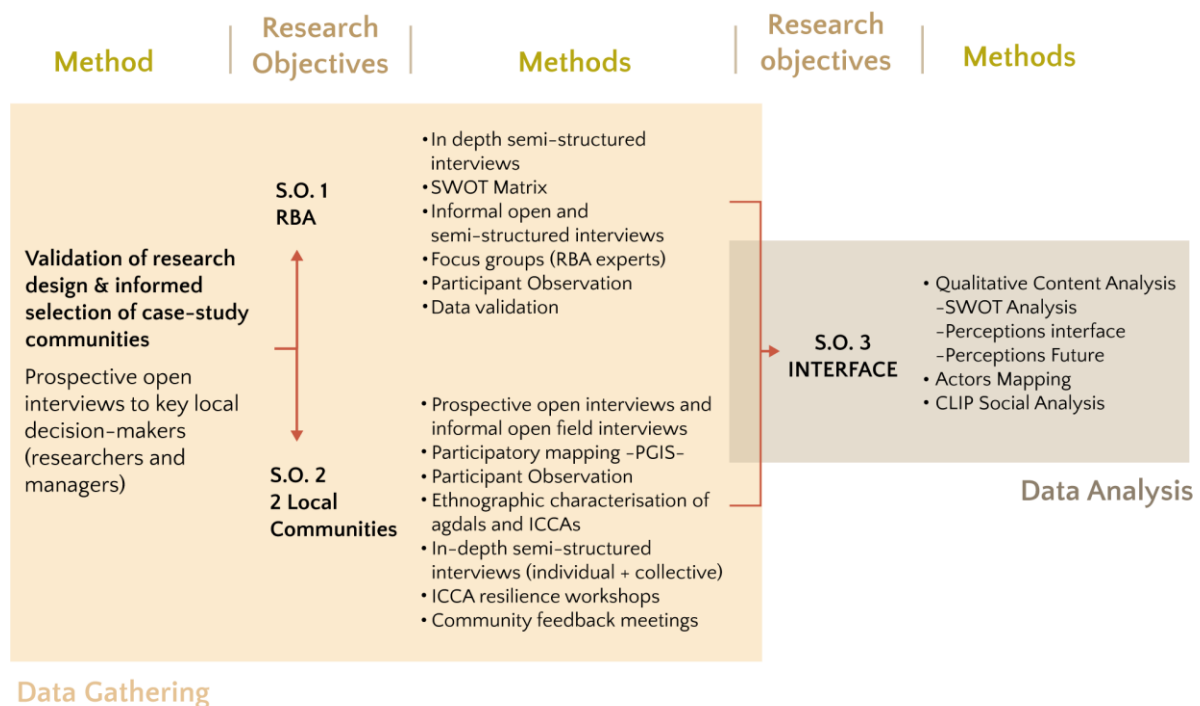 Method
Research
Objectives
Methods
Research
objectives
Methods
Validation of research
design & informed
selection of case-study
communities
Prospective open
interviews to key local
decision-makers
(researchers and
managers)
S.O. 1
RBA
S.O. 2
2 Local
Communities
• In depth semi-structured
interviews
• SWOT Matrix
• Informal open and
semi-structured interviews
• Focus groups (RBA experts)
• Participant Observation
• Data validation
• Prospective open interviews and
informal open field interviews
• Participatory mapping -PGIS-
• Participant Observation
• Ethnographic characterisation of
agdals and ICCAs
• In-depth semi-structured
interviews (individual + collective)
• ICCA resilience workshops
• Community feedback meetings
S.O. 3
INTERFACE
• Qualitative Content Analysis
-SWOT Analysis
-Perceptions interface
-Perceptions Future
• Actors Mapping
• CLIP Social Analysis
Data Analysis
Data Gathering